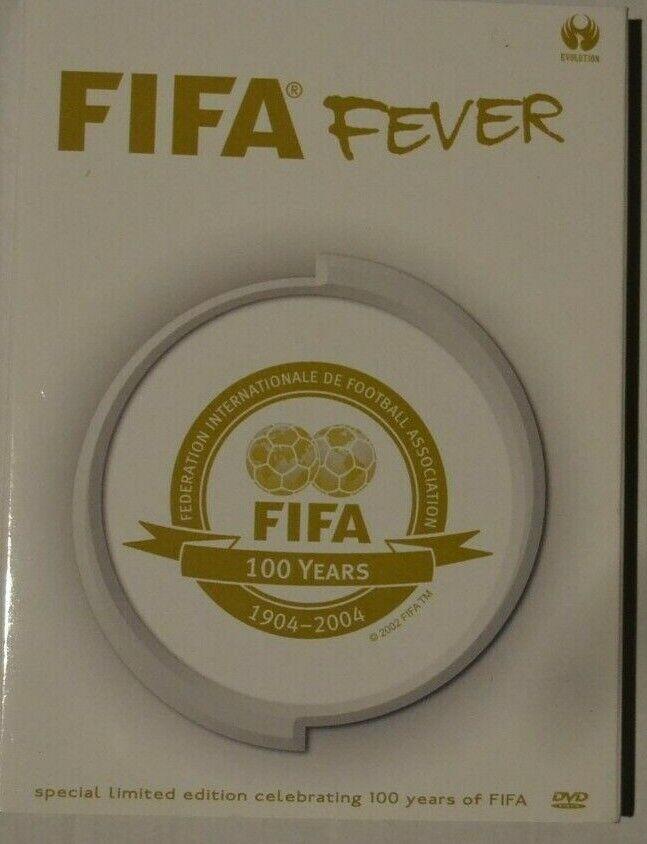 EVOLUTION
FIFA® FEVER
FEDERATION INTERNATIONALE DE FOOTBALL ASSOCIATION
FIFA
100 YEARS
1904–2004
© 2002 FIFA TM
special limited edition celebrating 100 years of FIFA
DVD